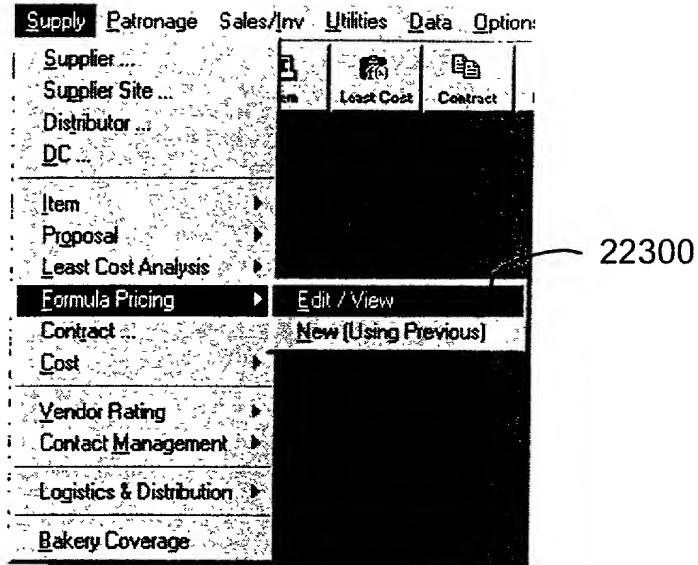 Supply Patronage Sales/Inv Utilities Data Option
Supplier ...
Supplier Site ...
Distributor ...
DC ...
Least Cost Contract
Item
Proposal
Least Cost Analysis
22300
Formula Pricing Edit / View
Contract ... New (Using Previous)
Cost
Vendor Rating
Contact Management
Logistics & Distribution
Bakery Coverage